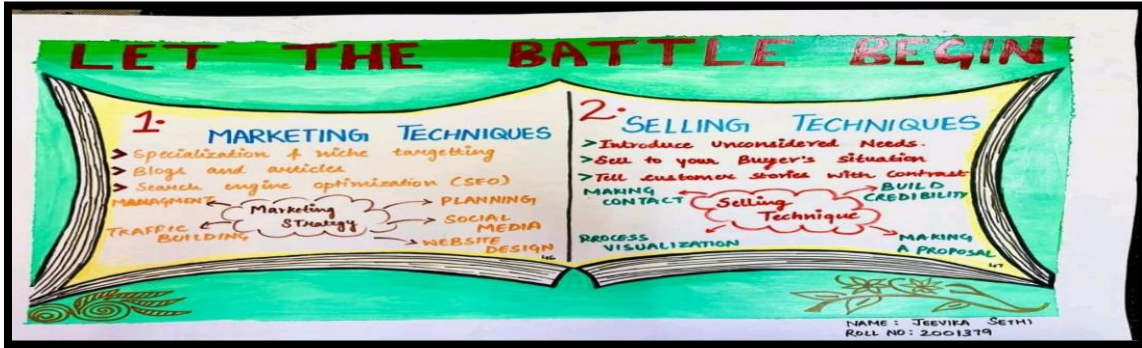 LET THE BATTLE BEGIN
1.
MARKETING TECHNIQUES
> Specialization & niche targetting
> Blogs and articles
> Search engine optimization (SEO)
MANAGMENT
Marketing
Strategy
PLANNING
TRAFFIC
BUILDING
SOCIAL
MEDIA
WEBSITE
DESIGN
46
2.
SELLING TECHNIQUES
> Introduce Unconsidered Needs.
> Sell to your Buyer's situation
> Tell customer stories with contrast
MAKING
CONTACT
Selling
Technique
BUILD
CREDIBILITY
PROCESS
VISUALIZATION
MAKING
A PROPOSAL
47
NAME: JEEVIKA SETHI
ROLL NO: 2001379